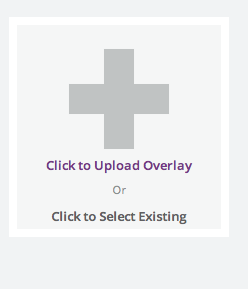 Click to Upload Overlay
Or
Click to Select Existing